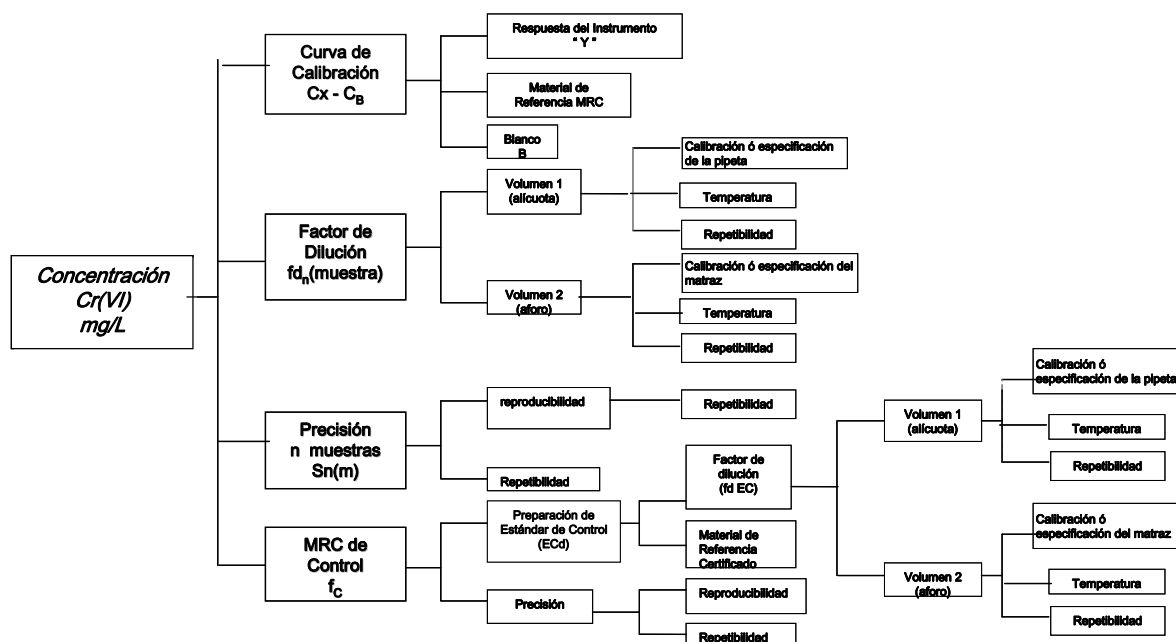 Concentración
Cr(VI)
mg/L
Curva de
Calibración
Cx - C_B
Respuesta del Instrumento
“ Y ”
Material de
Referencia MRC
Blanco
B
Factor de
Dilución
fd_n(muestra)
Volumen 1
(alícuota)
Calibración ó especificación
de la pipeta
Temperatura
Repetibilidad
Volumen 2
(aforo)
Calibración ó especificación del
matraz
Temperatura
Repetibilidad
Precisión
n muestras
Sn(m)
reproducibilidad
Repetibilidad
Repetibilidad
MRC de
Control
f_C
Preparación de
Estándar de Control
(ECd)
Factor de
dilución
(fd EC)
Volumen 1
(alícuota)
Calibración ó
especificación de la pipeta
Temperatura
Repetibilidad
Volumen 2
(aforo)
Calibración ó
especificación del matraz
Temperatura
Repetibilidad
Material de
Referencia
Certificado
Precisión
Reproducibilidad
Repetibilidad